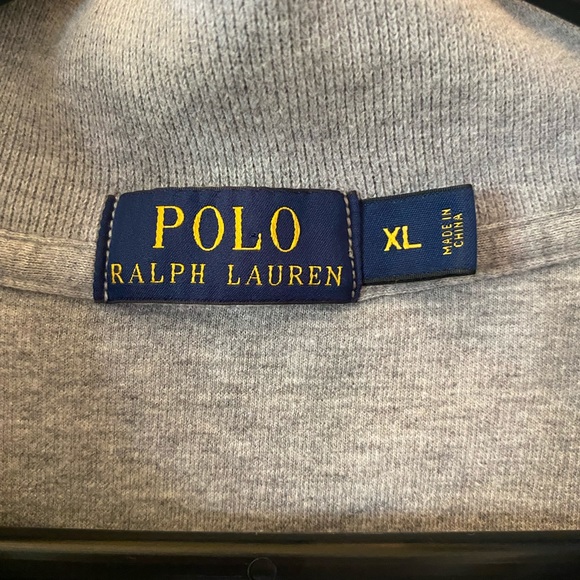 POLO
RALPH LAUREN
XL
MADE IN
CHINA